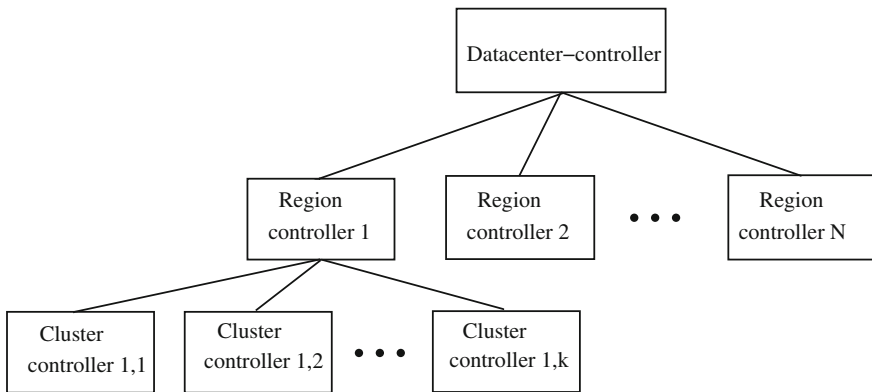 Datacenter−controller
Region
controller 1
Region
controller 2
Region
controller N
Cluster
controller 1,1
Cluster
controller 1,2
Cluster
controller 1,k